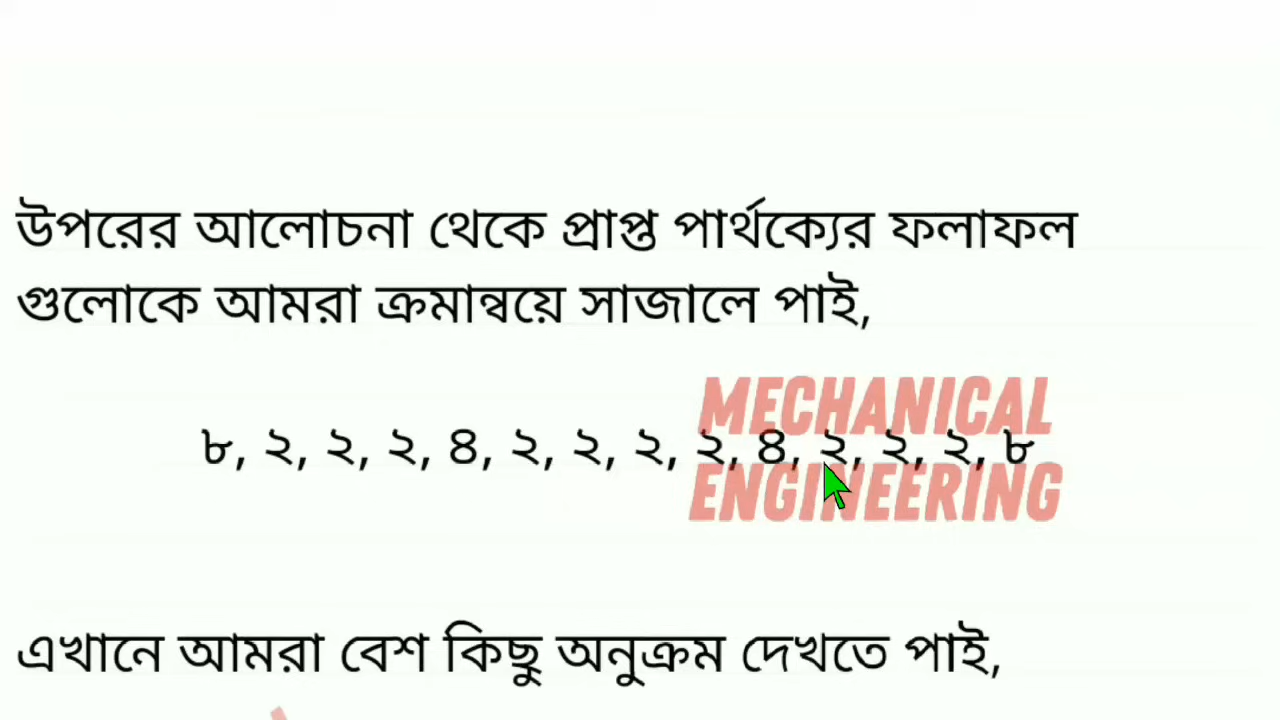 উপরের আলোচনা থেকে প্রাপ্ত পার্থক্যের ফলাফল
গুলোকে আমরা ক্রমান্বয়ে সাজালে পাই,
MECHANICAL
৮, ২, ২, ২, ৪, ২, ২, ২, ২, ৪, ২, ২, ২, ৮
ENGINEERING
এখানে আমরা বেশ কিছু অনুক্রম দেখতে পাই,